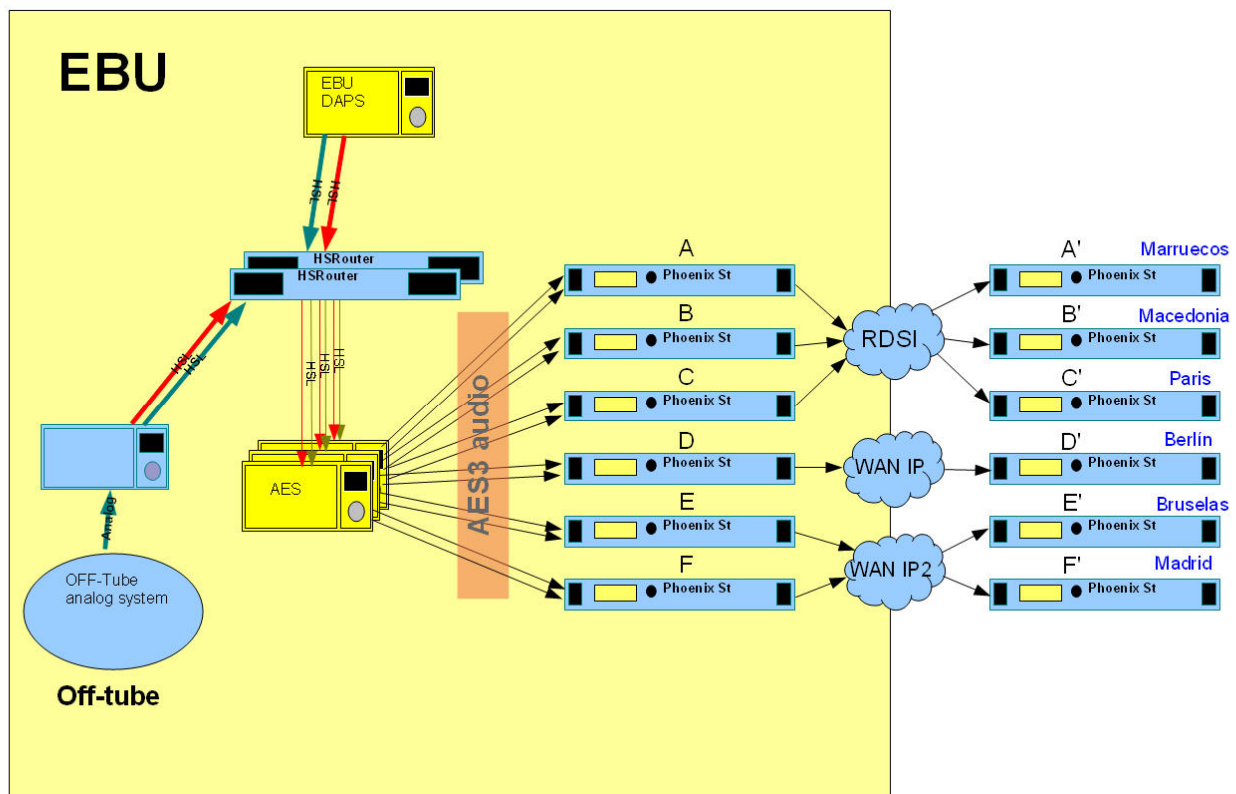 EBU
EBU
DAPS
HSL
HSL
HSRouter
HSRouter
HSL
HSL
HSL
HSL
HSL
AES
Analog
OFF-Tube
analog system
Off-tube
AES3 audio
A
Phoenix St
B
Phoenix St
C
Phoenix St
D
Phoenix St
E
Phoenix St
F
Phoenix St
RDSI
WAN IP
WAN IP2
A'
Marruecos
Phoenix St
B'
Macedonia
Phoenix St
C'
Paris
Phoenix St
D'
Berlín
Phoenix St
E'
Bruselas
Phoenix St
F'
Madrid
Phoenix St